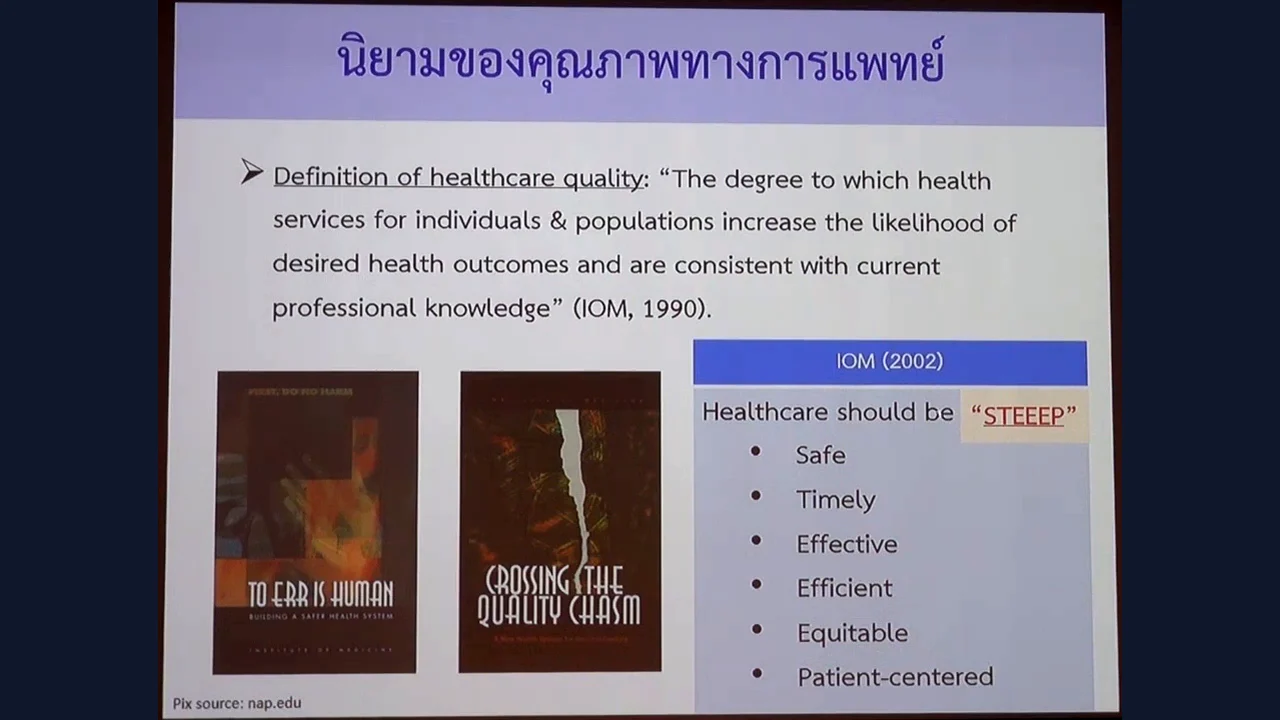 นิยามของคุณภาพทางการแพทย์
➢ Definition of healthcare quality: “The degree to which health
services for individuals & populations increase the likelihood of
desired health outcomes and are consistent with current
professional knowledge” (IOM, 1990).
FIRST, DO NO HARM
TO ERR IS HUMAN
BUILDING A SAFER HEALTH SYSTEM
INSTITUTE OF MEDICINE
CROSSING THE
QUALITY CHASM
IOM (2002)
Healthcare should be “STEEEP”
• Safe
• Timely
• Effective
• Efficient
• Equitable
• Patient-centered
Pix source: nap.edu